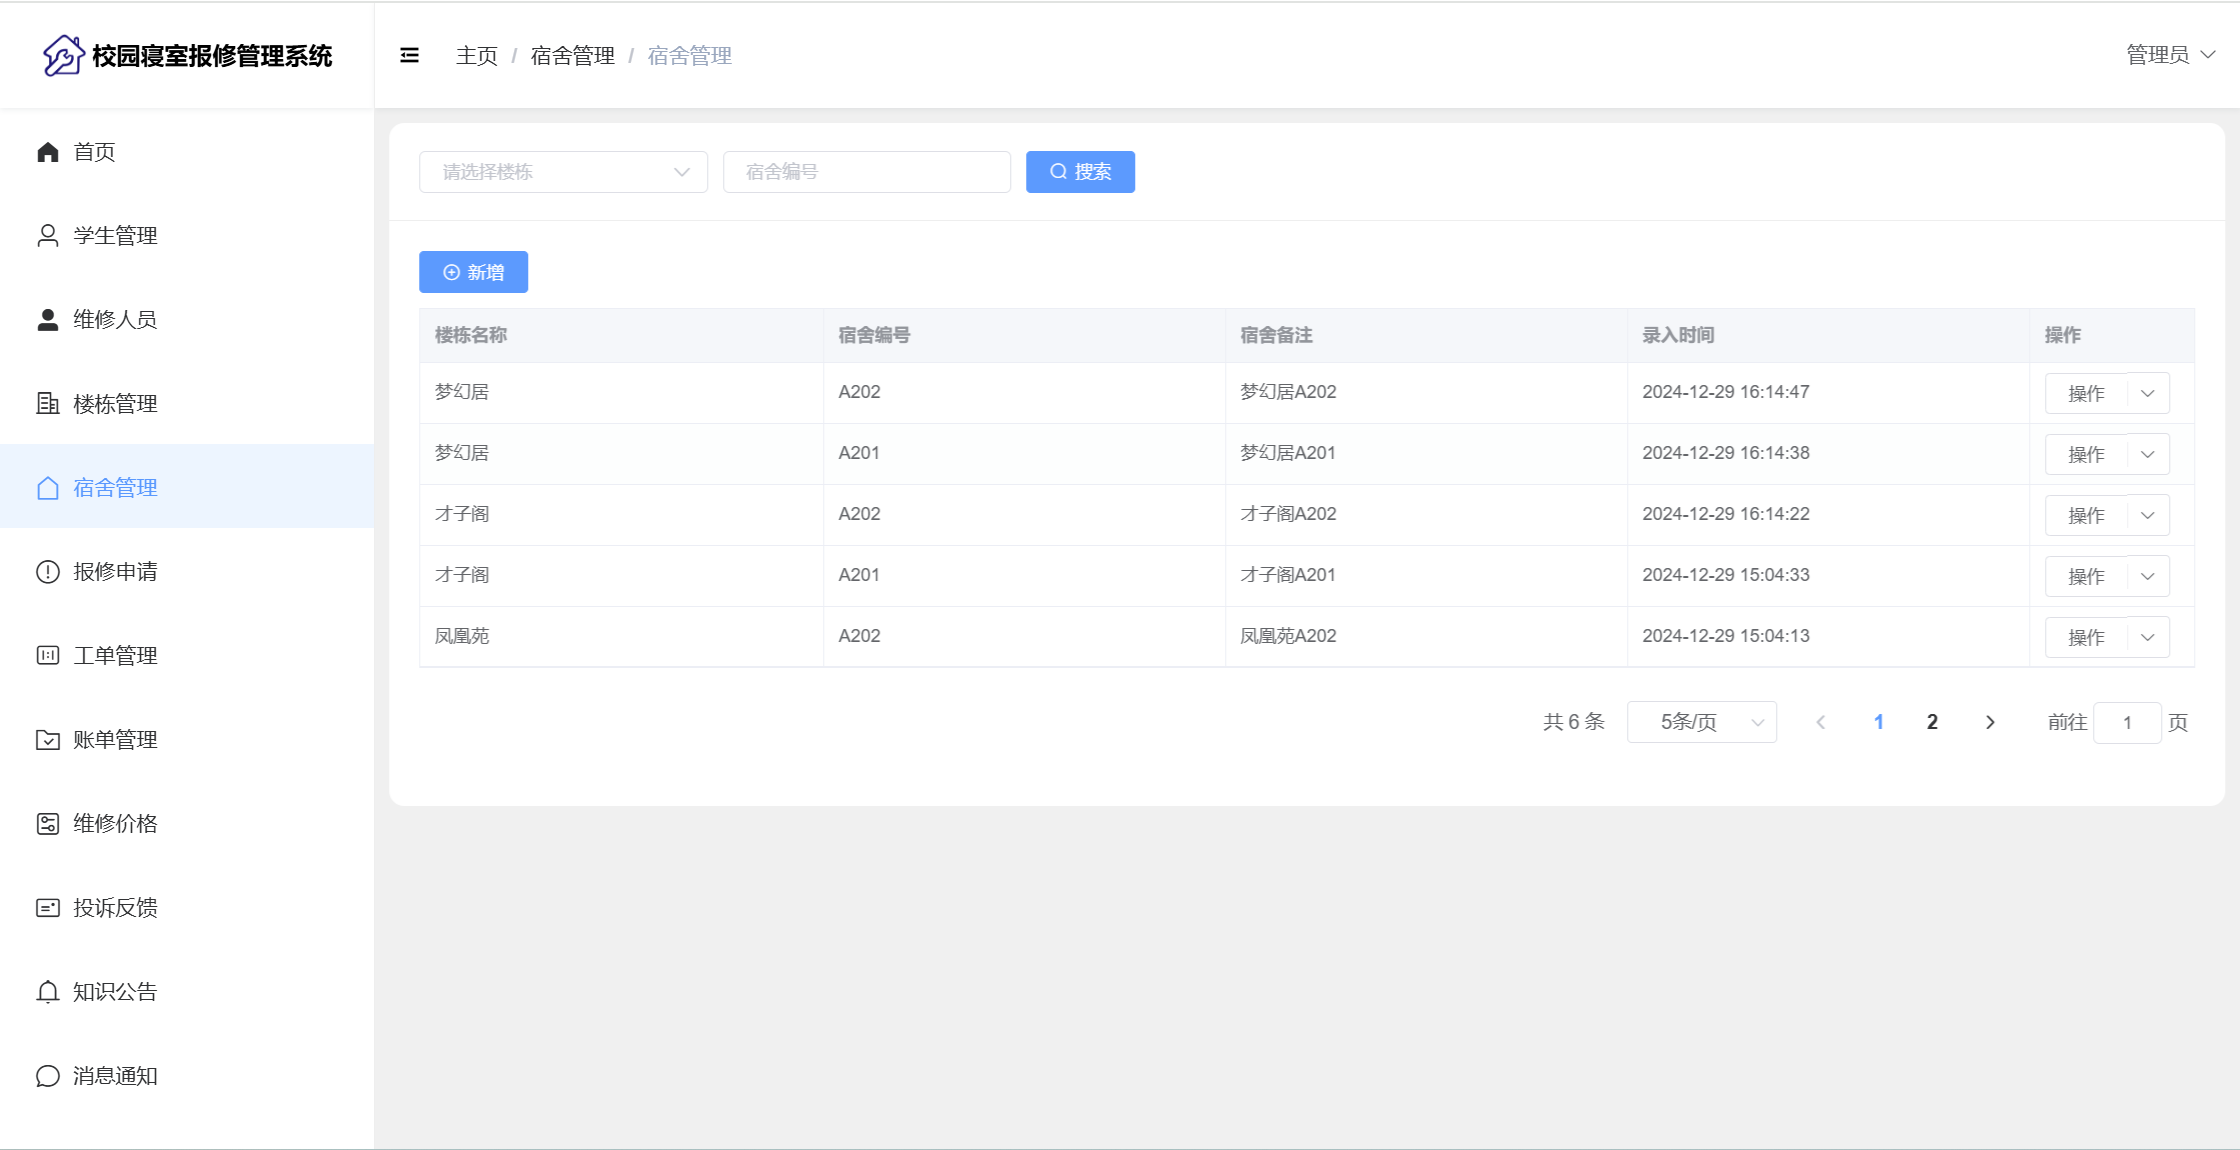 校园寝室报修管理系统
主页 / 宿舍管理 / 宿舍管理
管理员
首页
学生管理
维修人员
楼栋管理
宿舍管理
报修申请
工单管理
账单管理
维修价格
投诉反馈
知识公告
消息通知
请选择楼栋 宿舍编号 搜索
新增
楼栋名称 宿舍编号 宿舍备注 录入时间 操作
梦幻居 A202 梦幻居A202 2024-12-29 16:14:47 操作
梦幻居 A201 梦幻居A201 2024-12-29 16:14:38 操作
才子阁 A202 才子阁A202 2024-12-29 16:14:22 操作
才子阁 A201 才子阁A201 2024-12-29 15:04:33 操作
凤凰苑 A202 凤凰苑A202 2024-12-29 15:04:13 操作
共 6 条 5条/页 1 2 前往 1 页